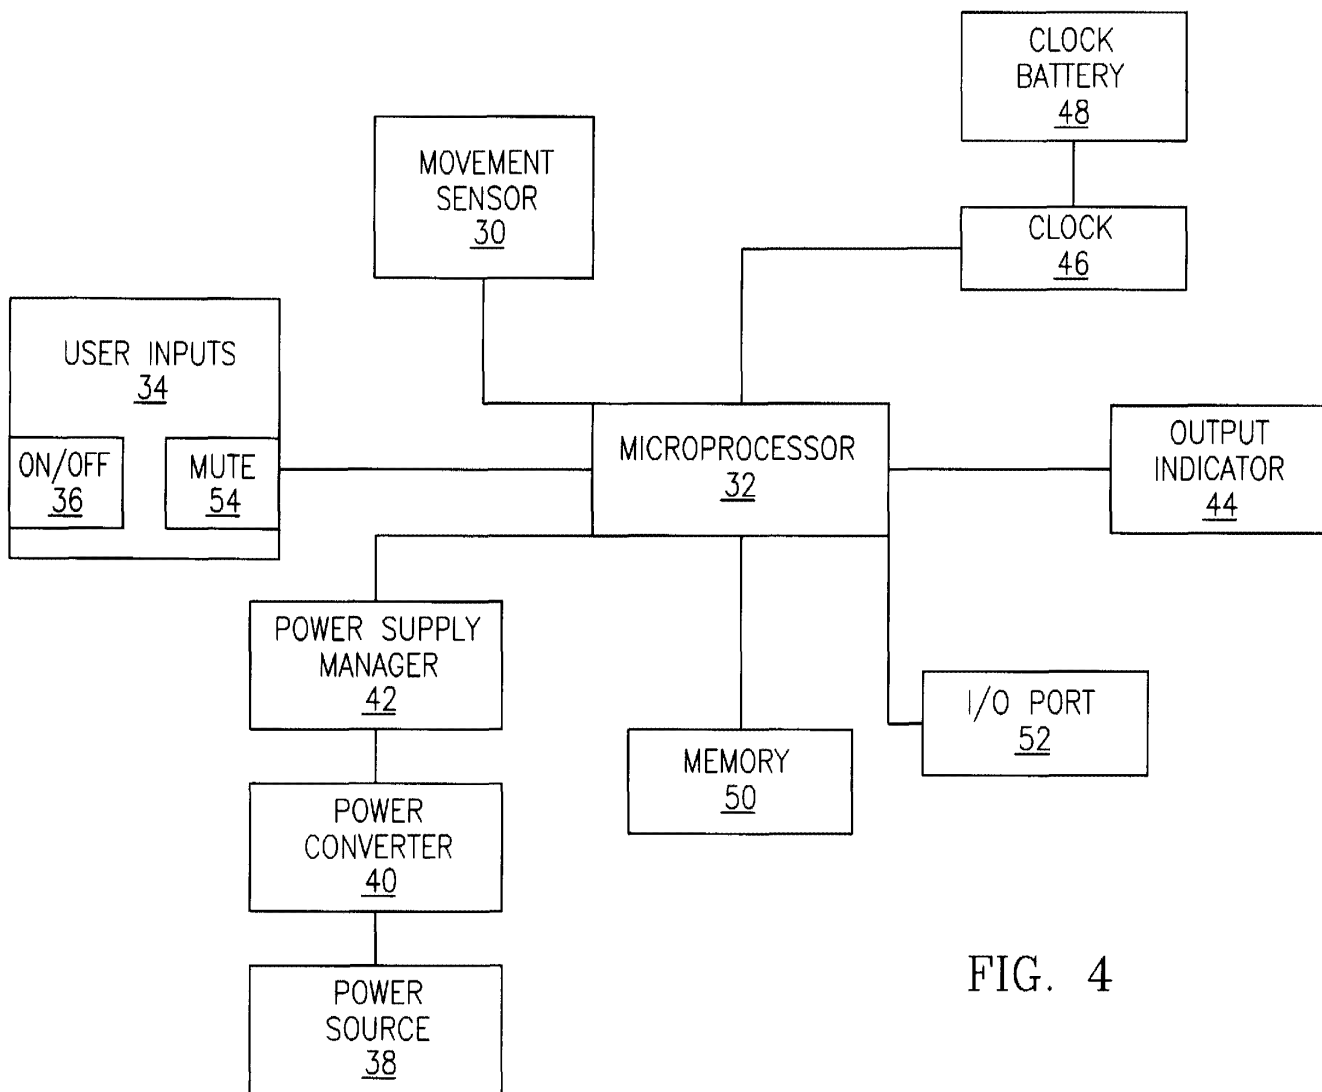 CLOCK
BATTERY
48
MOVEMENT
SENSOR
30
CLOCK
46
USER INPUTS
34
ON/OFF
36
MUTE
54
MICROPROCESSOR
32
OUTPUT
INDICATOR
44
POWER SUPPLY
MANAGER
42
I/O PORT
52
MEMORY
50
POWER
CONVERTER
40
POWER
SOURCE
38
FIG. 4